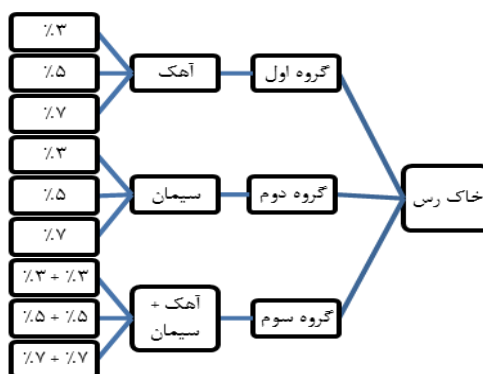 خاک رس
گروه اول
آهک
٪۳
٪۵
٪۷
گروه دوم
سیمان
٪۳
٪۵
٪۷
گروه سوم
آهک +
سیمان
٪۳ + ٪۳
٪۵ + ٪۵
٪۷ + ٪۷